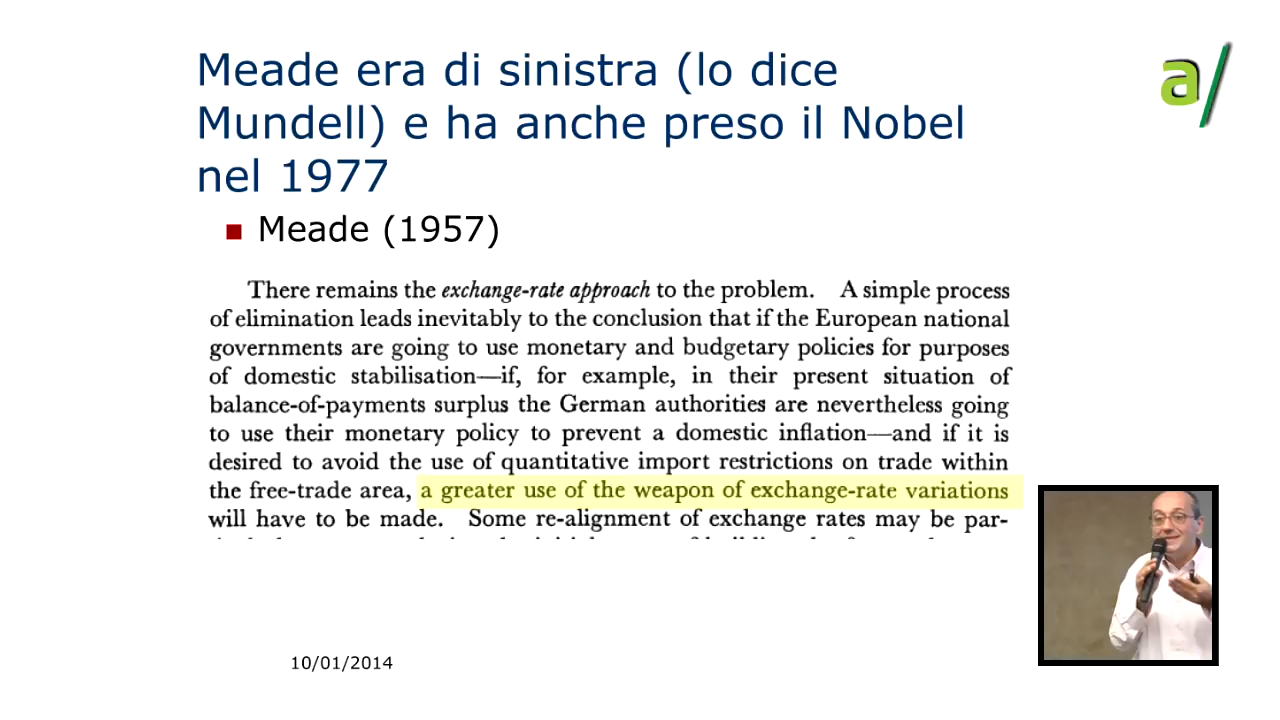 Meade era di sinistra (lo dice
Mundell) e ha anche preso il Nobel
nel 1977
a/
Meade (1957)
There remains the exchange-rate approach to the problem. A simple process
of elimination leads inevitably to the conclusion that if the European national
governments are going to use monetary and budgetary policies for purposes
of domestic stabilisation—if, for example, in their present situation of
balance-of-payments surplus the German authorities are nevertheless going
to use their monetary policy to prevent a domestic inflation—and if it is
desired to avoid the use of quantitative import restrictions on trade within
the free-trade area, a greater use of the weapon of exchange-rate variations
will have to be made. Some re-alignment of exchange rates may be par-
10/01/2014